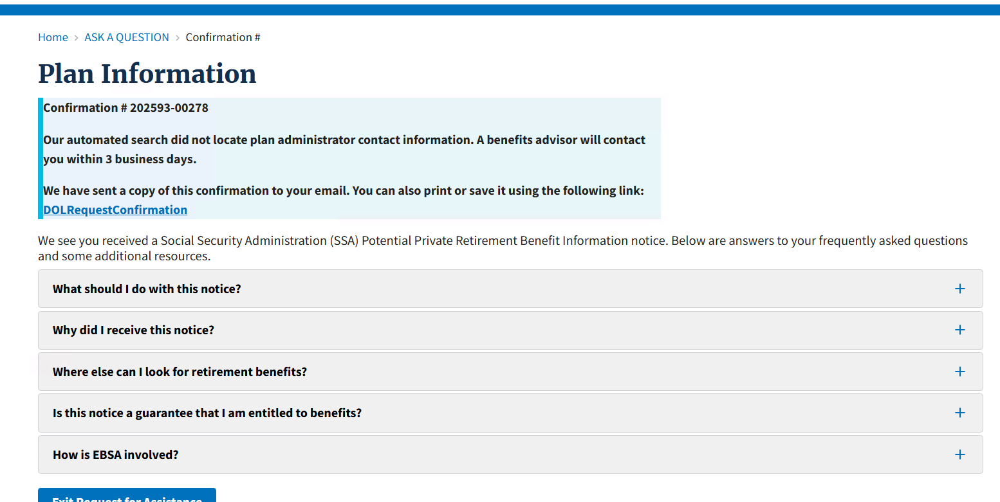 Home > ASK A QUESTION > Confirmation #
Plan Information
Confirmation # 202593-00278
Our automated search did not locate plan administrator contact information. A benefits advisor will contact
you within 3 business days.
We have sent a copy of this confirmation to your email. You can also print or save it using the following link:
DOLRequestConfirmation
We see you received a Social Security Administration (SSA) Potential Private Retirement Benefit Information notice. Below are answers to your frequently asked questions
and some additional resources.
What should I do with this notice?
Why did I receive this notice?
Where else can I look for retirement benefits?
Is this notice a guarantee that I am entitled to benefits?
How is EBSA involved?
Exit Request for Assistance